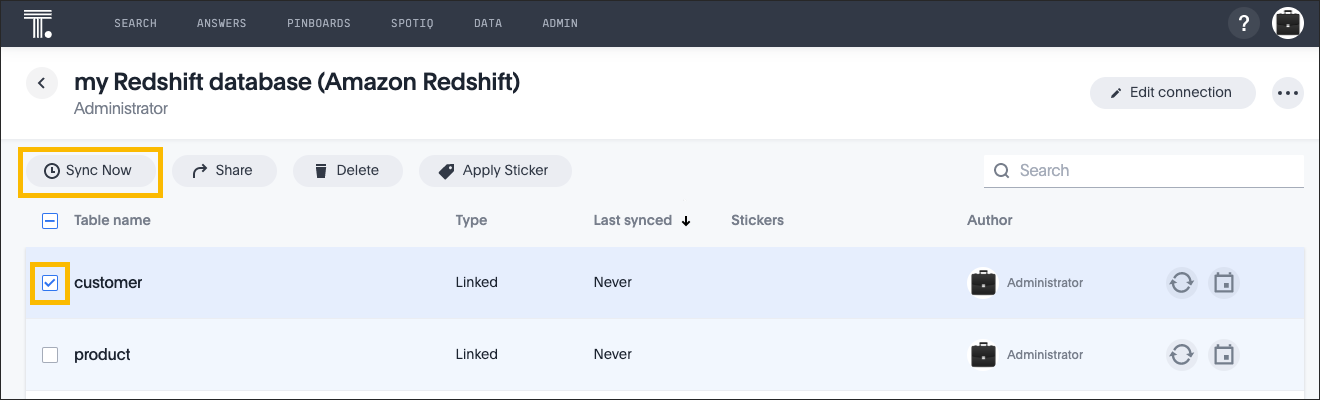 T. SEARCH ANSWERS PINBOARDS SPOTIQ DATA ADMIN ?
my Redshift database (Amazon Redshift)
Administrator
Edit connection
Sync Now Share Delete Apply Sticker Search
Table name Type Last synced Stickers Author
customer Linked Never Administrator
product Linked Never Administrator